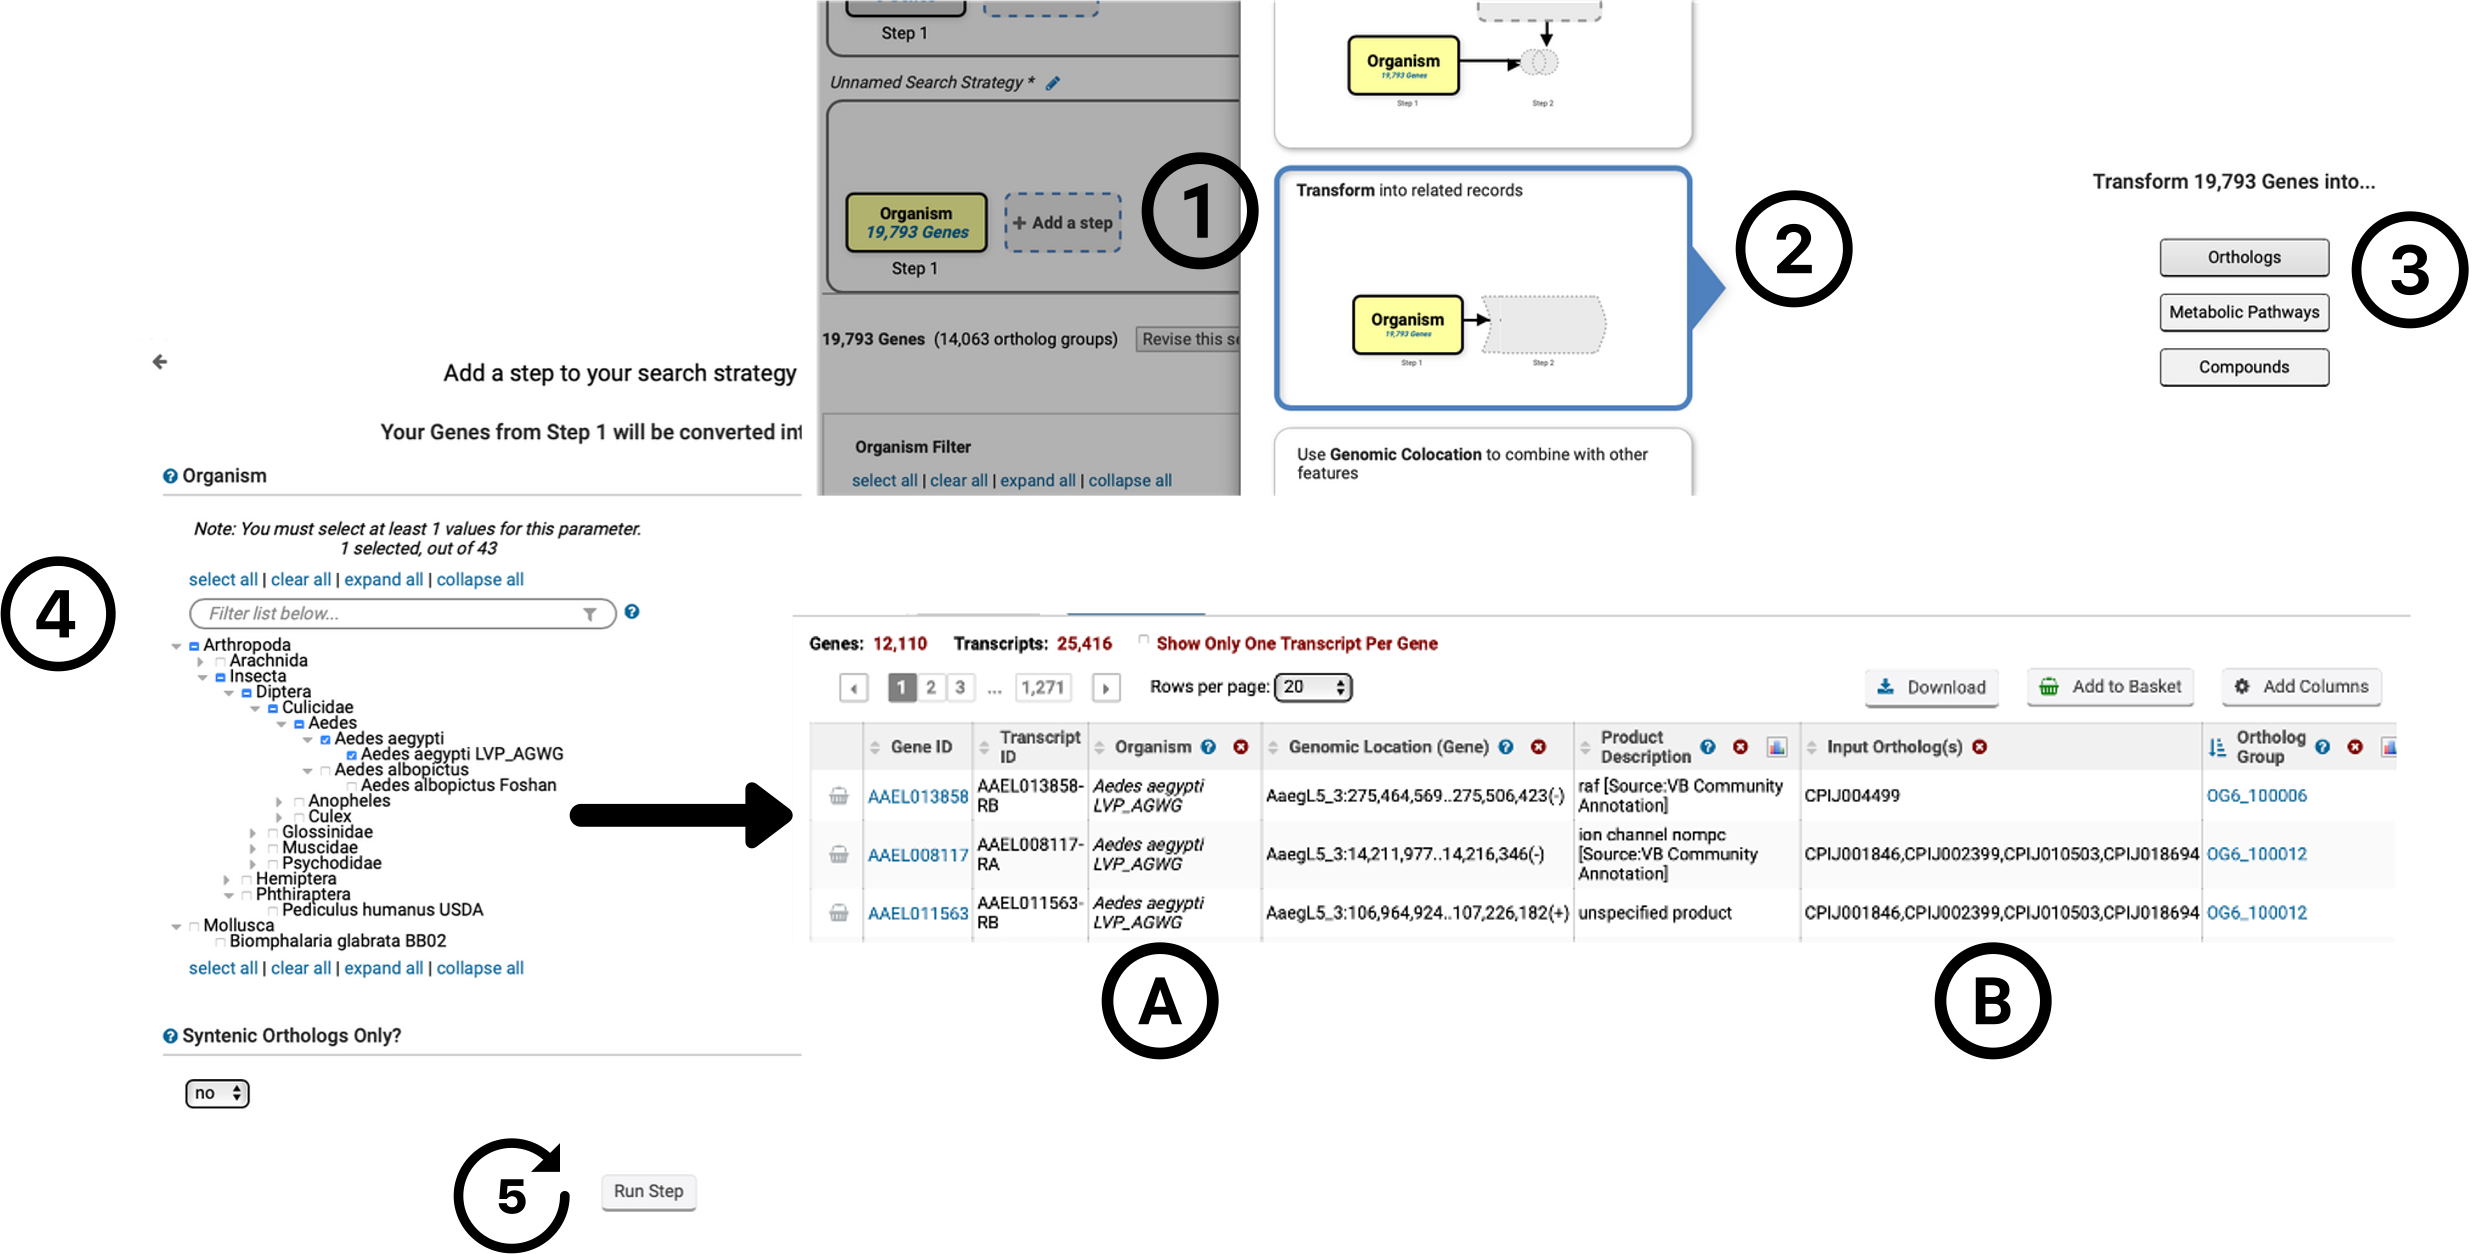 Step 1
Unnamed Search Strategy *
Organism
19,793 Genes
Step 1
+ Add a step
1
19,793 Genes (14,063 ortholog groups)
Revise this se
Organism Filter
select all | clear all | expand all | collapse all
Organism
19,793 Genes
Step 1
Step 2
Transform into related records
Organism
19,793 Genes
Step 1
Step 2
Use Genomic Colocation to combine with other
features
2
Transform 19,793 Genes into...
Orthologs
Metabolic Pathways
Compounds
3
Add a step to your search strategy
Your Genes from Step 1 will be converted int
Organism
Note: You must select at least 1 values for this parameter.
1 selected, out of 43
select all | clear all | expand all | collapse all
Filter list below...
4
Arthropoda
Arachnida
Insecta
Diptera
Culicidae
Aedes
Aedes aegypti
Aedes aegypti LVP_AGWG
Aedes albopictus
Aedes albopictus Foshan
Anopheles
Culex
Glossinidae
Muscidae
Psychodidae
Hemiptera
Phthiraptera
Pediculus humanus USDA
Mollusca
Biomphalaria glabrata BB02
select all | clear all | expand all | collapse all
Syntenic Orthologs Only?
no
5
Run Step
Genes: 12,110 Transcripts: 25,416 Show Only One Transcript Per Gene
1 2 3 ... 1,271 Rows per page: 20
Download Add to Basket Add Columns
Gene ID
Transcript
ID
Organism
Genomic Location (Gene)
Product
Description
Input Ortholog(s)
Ortholog
Group
AAEL013858
AAEL013858-
RB
Aedes aegypti
LVP_AGWG
AaegL5_3:275,464,569..275,506,423(-)
raf [Source:VB Community
Annotation]
CPIJ004499
OG6_100006
AAEL008117
AAEL008117-
RA
Aedes aegypti
LVP_AGWG
AaegL5_3:14,211,977..14,216,346(-)
ion channel nompc
[Source:VB Community
Annotation]
CPIJ001846,CPIJ002399,CPIJ010503,CPIJ018694
OG6_100012
AAEL011563
AAEL011563-
RB
Aedes aegypti
LVP_AGWG
AaegL5_3:106,964,924..107,226,182(+)
unspecified product
CPIJ001846,CPIJ002399,CPIJ010503,CPIJ018694
OG6_100012
A
B